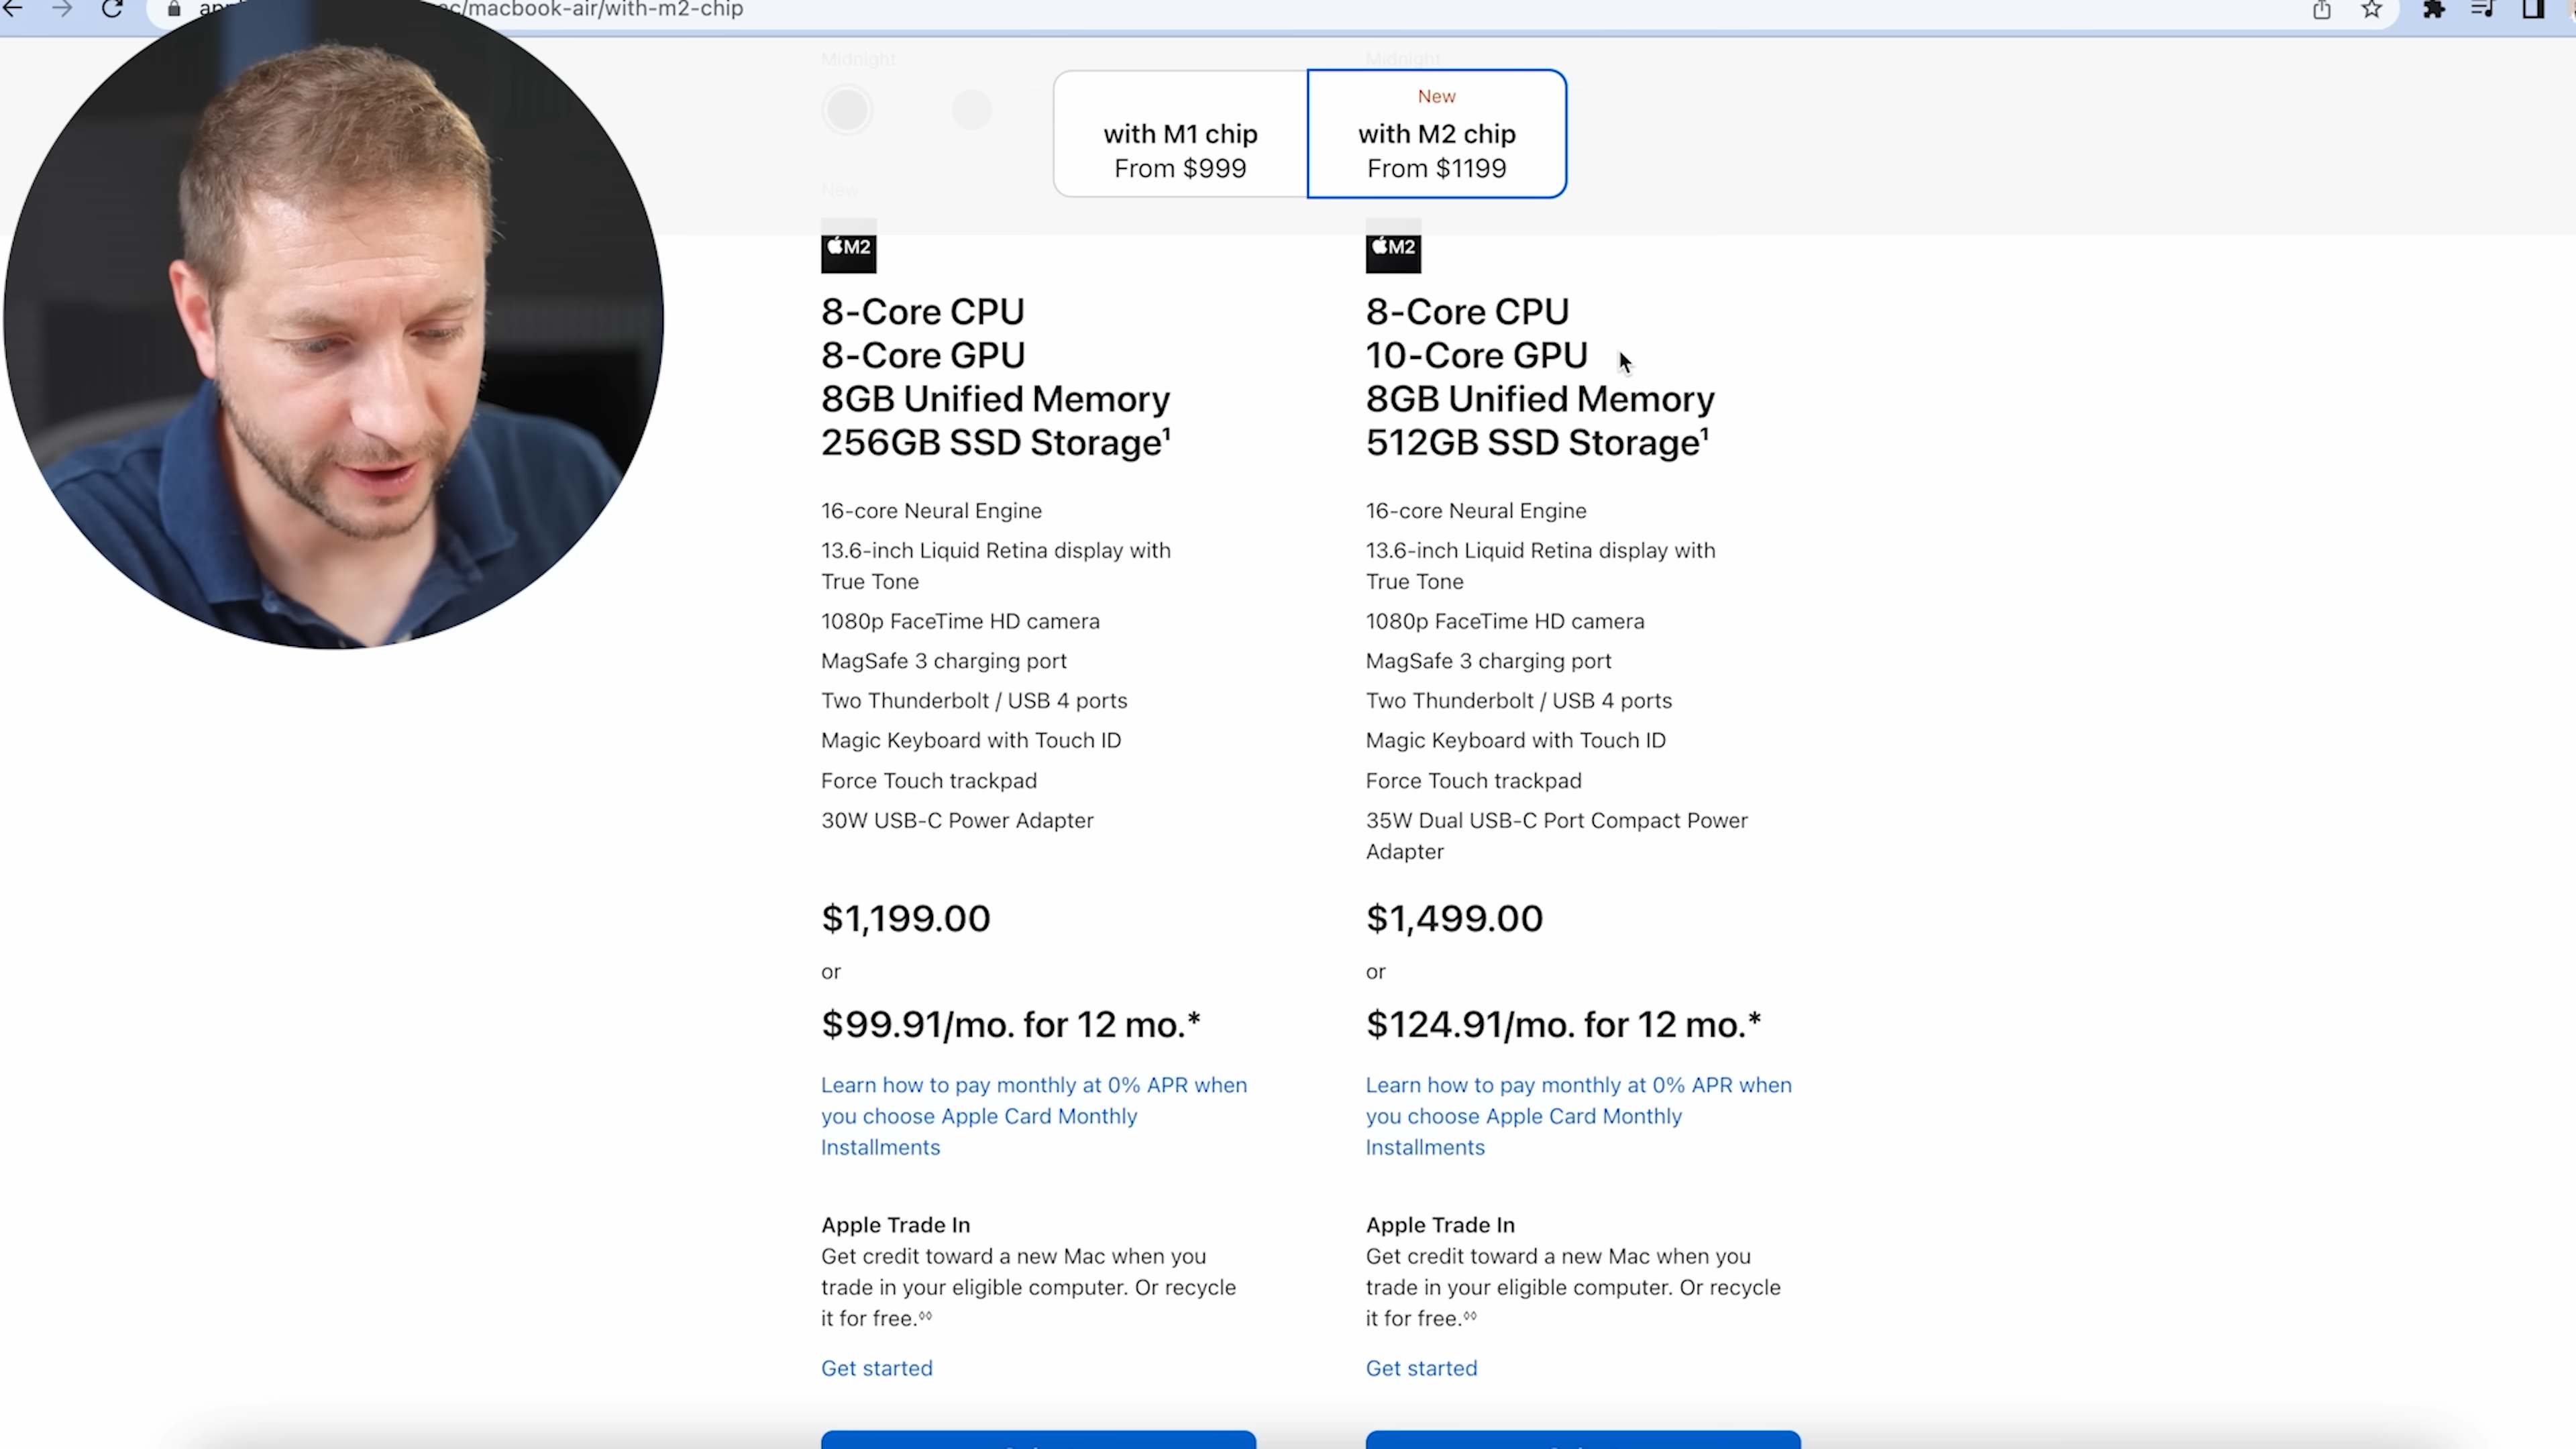 c/macbook-air/with-m2-chip
Midnight
Midnight
with M1 chip
From $999
New
with M2 chip
From $1199
New
M2
8-Core CPU
8-Core GPU
8GB Unified Memory
256GB SSD Storage¹
16-core Neural Engine
13.6-inch Liquid Retina display with
True Tone
1080p FaceTime HD camera
MagSafe 3 charging port
Two Thunderbolt / USB 4 ports
Magic Keyboard with Touch ID
Force Touch trackpad
30W USB-C Power Adapter
$1,199.00
or
$99.91/mo. for 12 mo.*
Learn how to pay monthly at 0% APR when
you choose Apple Card Monthly
Installments
Apple Trade In
Get credit toward a new Mac when you
trade in your eligible computer. Or recycle
it for free.◊◊
Get started
M2
8-Core CPU
10-Core GPU
8GB Unified Memory
512GB SSD Storage¹
16-core Neural Engine
13.6-inch Liquid Retina display with
True Tone
1080p FaceTime HD camera
MagSafe 3 charging port
Two Thunderbolt / USB 4 ports
Magic Keyboard with Touch ID
Force Touch trackpad
35W Dual USB-C Port Compact Power
Adapter
$1,499.00
or
$124.91/mo. for 12 mo.*
Learn how to pay monthly at 0% APR when
you choose Apple Card Monthly
Installments
Apple Trade In
Get credit toward a new Mac when you
trade in your eligible computer. Or recycle
it for free.◊◊
Get started